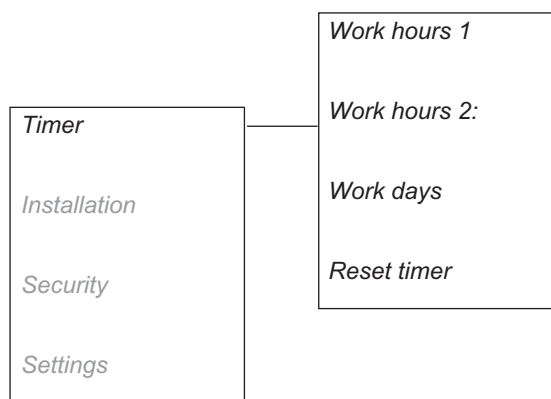 Timer
Installation
Security
Settings
Work hours 1
Work hours 2:
Work days
Reset timer